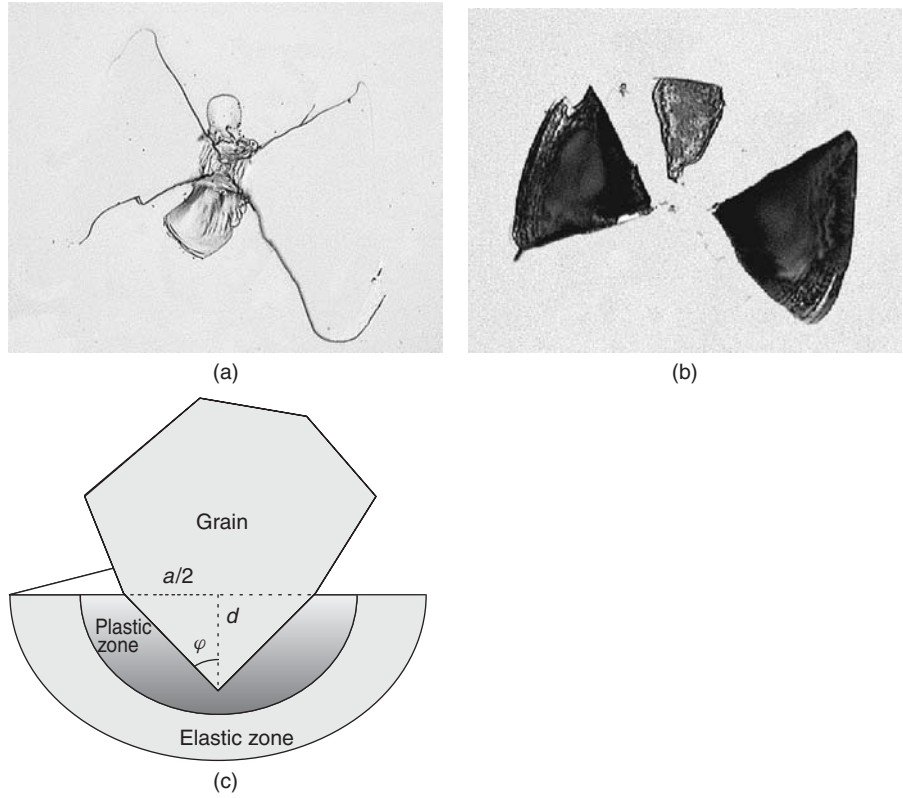 (a)
(b)
Grain
a/2
d
Plastic
zone
φ
Elastic zone
(c)